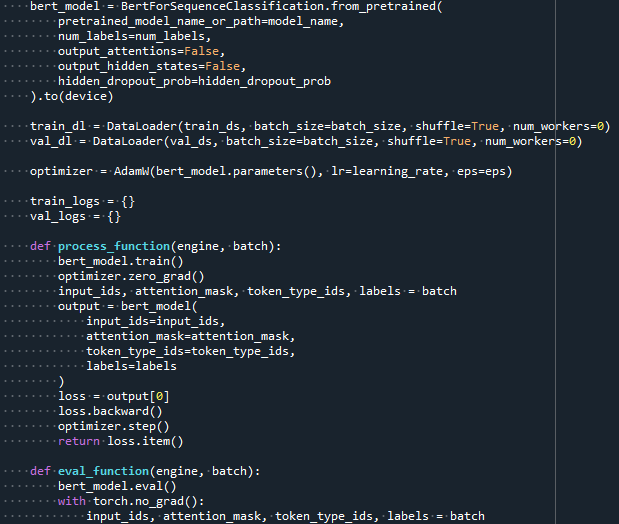 bert_model = BertForSequenceClassification.from_pretrained(
pretrained_model_name_or_path=model_name,
num_labels=num_labels,
output_attentions=False,
output_hidden_states=False,
hidden_dropout_prob=hidden_dropout_prob
).to(device)
train_dl = DataLoader(train_ds, batch_size=batch_size, shuffle=True, num_workers=0)
val_dl = DataLoader(val_ds, batch_size=batch_size, shuffle=True, num_workers=0)
optimizer = AdamW(bert_model.parameters(), lr=learning_rate, eps=eps)
train_logs = {}
val_logs = {}
def process_function(engine, batch):
bert_model.train()
optimizer.zero_grad()
input_ids, attention_mask, token_type_ids, labels = batch
output = bert_model(
input_ids=input_ids,
attention_mask=attention_mask,
token_type_ids=token_type_ids,
labels=labels
)
loss = output[0]
loss.backward()
optimizer.step()
return loss.item()
def eval_function(engine, batch):
bert_model.eval()
with torch.no_grad():
input_ids, attention_mask, token_type_ids, labels = batch